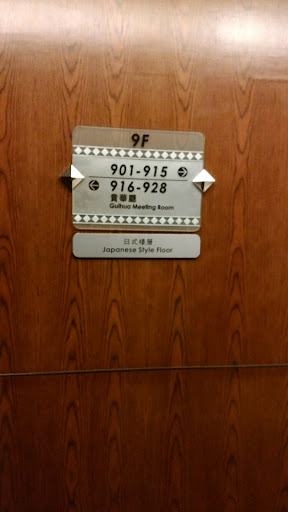 9F
901-915
916-928
貴華廳
Guihua Meeting Room
日式樓層
Japanese Style Floor